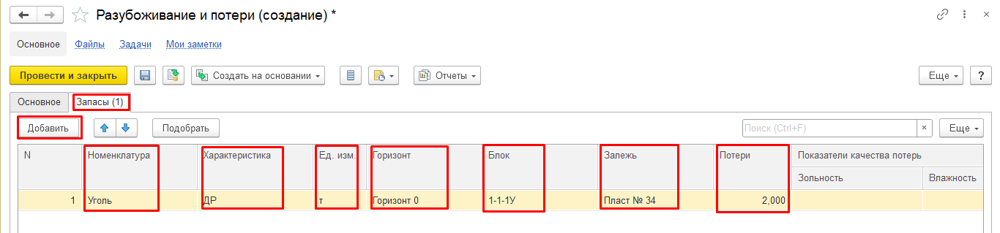 Разубоживание и потери (создание) *
Основное Файлы Задачи Мои заметки
Провести и закрыть Создать на основании Отчеты Еще ?
Основное Запасы (1)
Добавить Подобрать Поиск (Ctrl+F) × Еще
N Номенклатура Характеристика Ед. изм. Горизонт Блок Залежь Потери Показатели качества потерь
Зольность Влажность
1 Уголь ДР т Горизонт 0 1-1-1У Пласт № 34 2,000